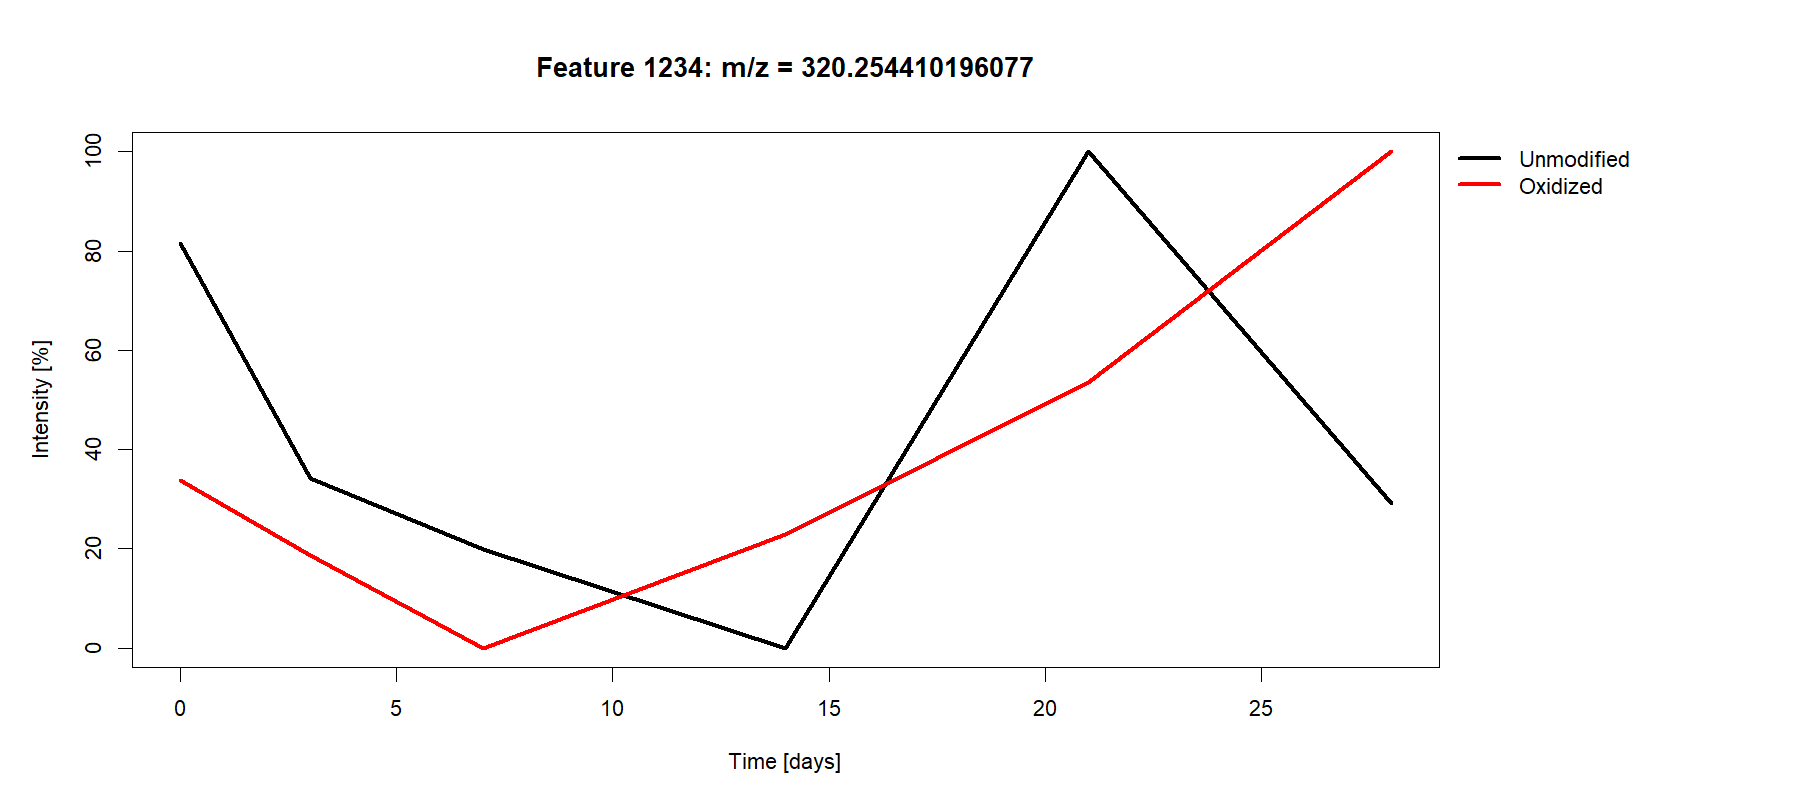 Feature 1234: m/z = 320.254410196077
Unmodified
Oxidized
Intensity [%]
100
80
60
40
20
0
0 5 10 15 20 25
Time [days]